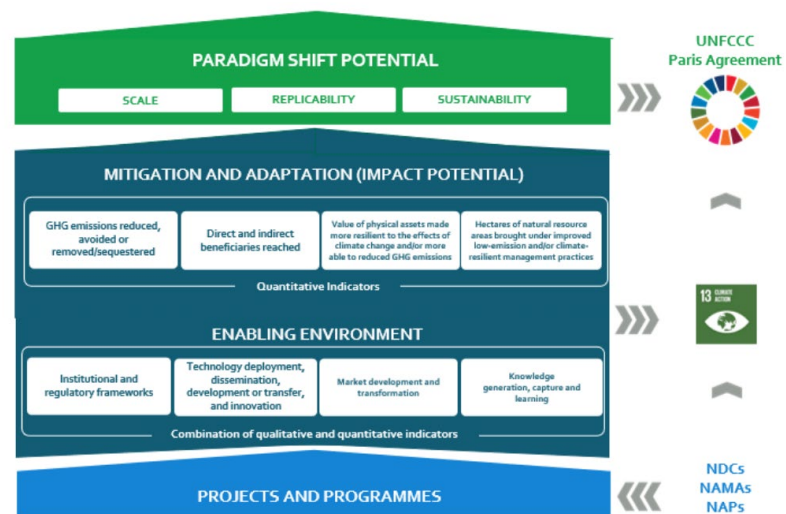 PARADIGM SHIFT POTENTIAL
SCALE
REPLICABILITY
SUSTAINABILITY
UNFCCC
Paris Agreement
MITIGATION AND ADAPTATION (IMPACT POTENTIAL)
GHG emissions reduced,
avoided or
removed/sequestered
Direct and indirect
beneficiaries reached
Value of physical assets made
more resilient to the effects of
climate change and/or more
able to reduced GHG emissions
Hectares of natural resource
areas brought under improved
low-emission and/or climate-
resilient management practices
Quantitative Indicators
13 CLIMATE
ACTION
ENABLING ENVIRONMENT
Institutional and
regulatory frameworks
Technology deployment,
dissemination,
development or transfer,
and innovation
Market development and
transformation
Knowledge
generation, capture and
learning
Combination of qualitative and quantitative indicators
PROJECTS AND PROGRAMMES
NDCs
NAMAs
NAPs